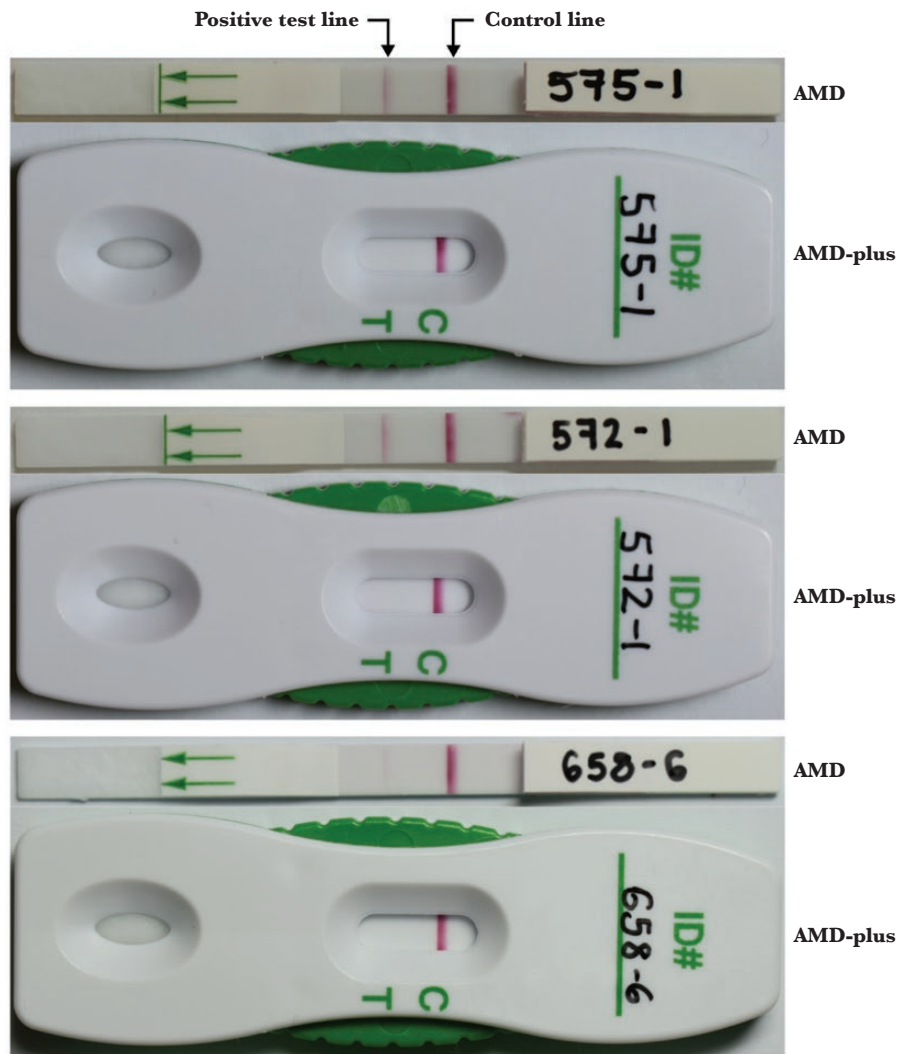 Positive test line
Control line
575-1
AMD
ID#
575-1
C
T
AMD-plus
572-1
AMD
ID#
572-1
C
T
AMD-plus
658-6
AMD
ID#
658-6
C
T
AMD-plus